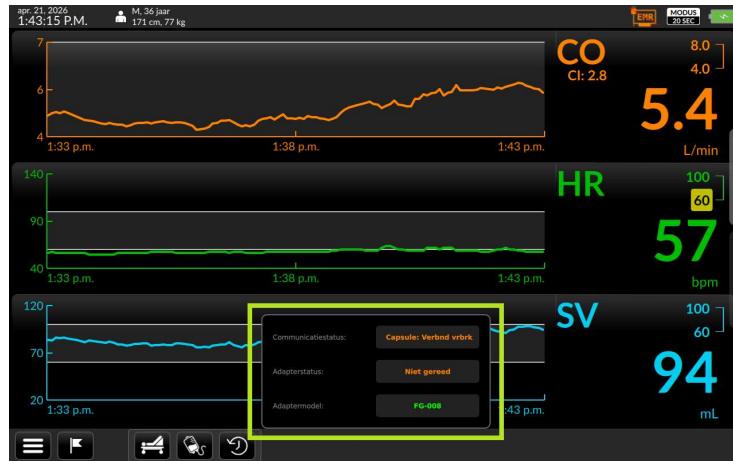 apr. 21, 2026
1:43:15 P.M.
M, 36 jaar
171 cm, 77 kg
EMR
MODUS
20 SEC
7
6
4
1:33 p.m.
1:38 p.m.
1:43 p.m.
CO
CI: 2.8
8.0
4.0
5.4
L/min
140
90
40
1:33 p.m.
1:38 p.m.
1:43 p.m.
HR
100
60
57
bpm
120
70
20
1:33 p.m.
:43 p.m.
SV
100
60
94
mL
Communicatiestatus:
Capsule: Verbnd vrbrk
Adapterstatus:
Niet gereed
Adaptermodel:
FG-008